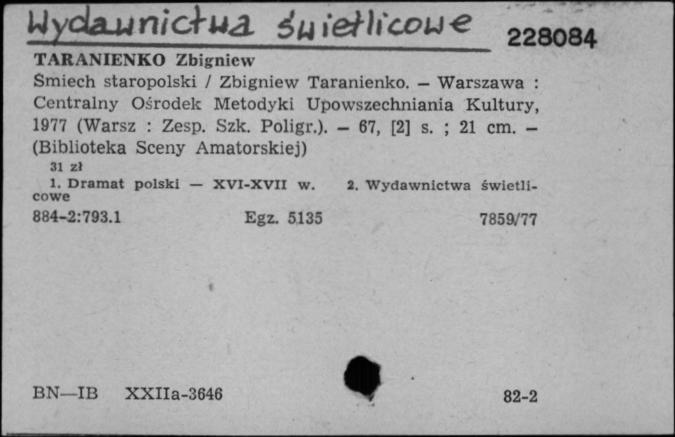 Wydawnictwa świetlicowe 228084
TARANIENKO Zbigniew
Śmiech staropolski / Zbigniew Taranienko. — Warszawa :
Centralny Ośrodek Metodyki Upowszechniania Kultury,
1977 (Warsz : Zesp. Szk. Poligr.). — 67, [2] s. ; 21 cm. —
(Biblioteka Sceny Amatorskiej)
31 zł
1. Dramat polski — XVI-XVII w. 2. Wydawnictwa świetli-
cowe
884-2:793.1 Egz. 5135 7859/77
BN—IB XXIIa-3646 82-2